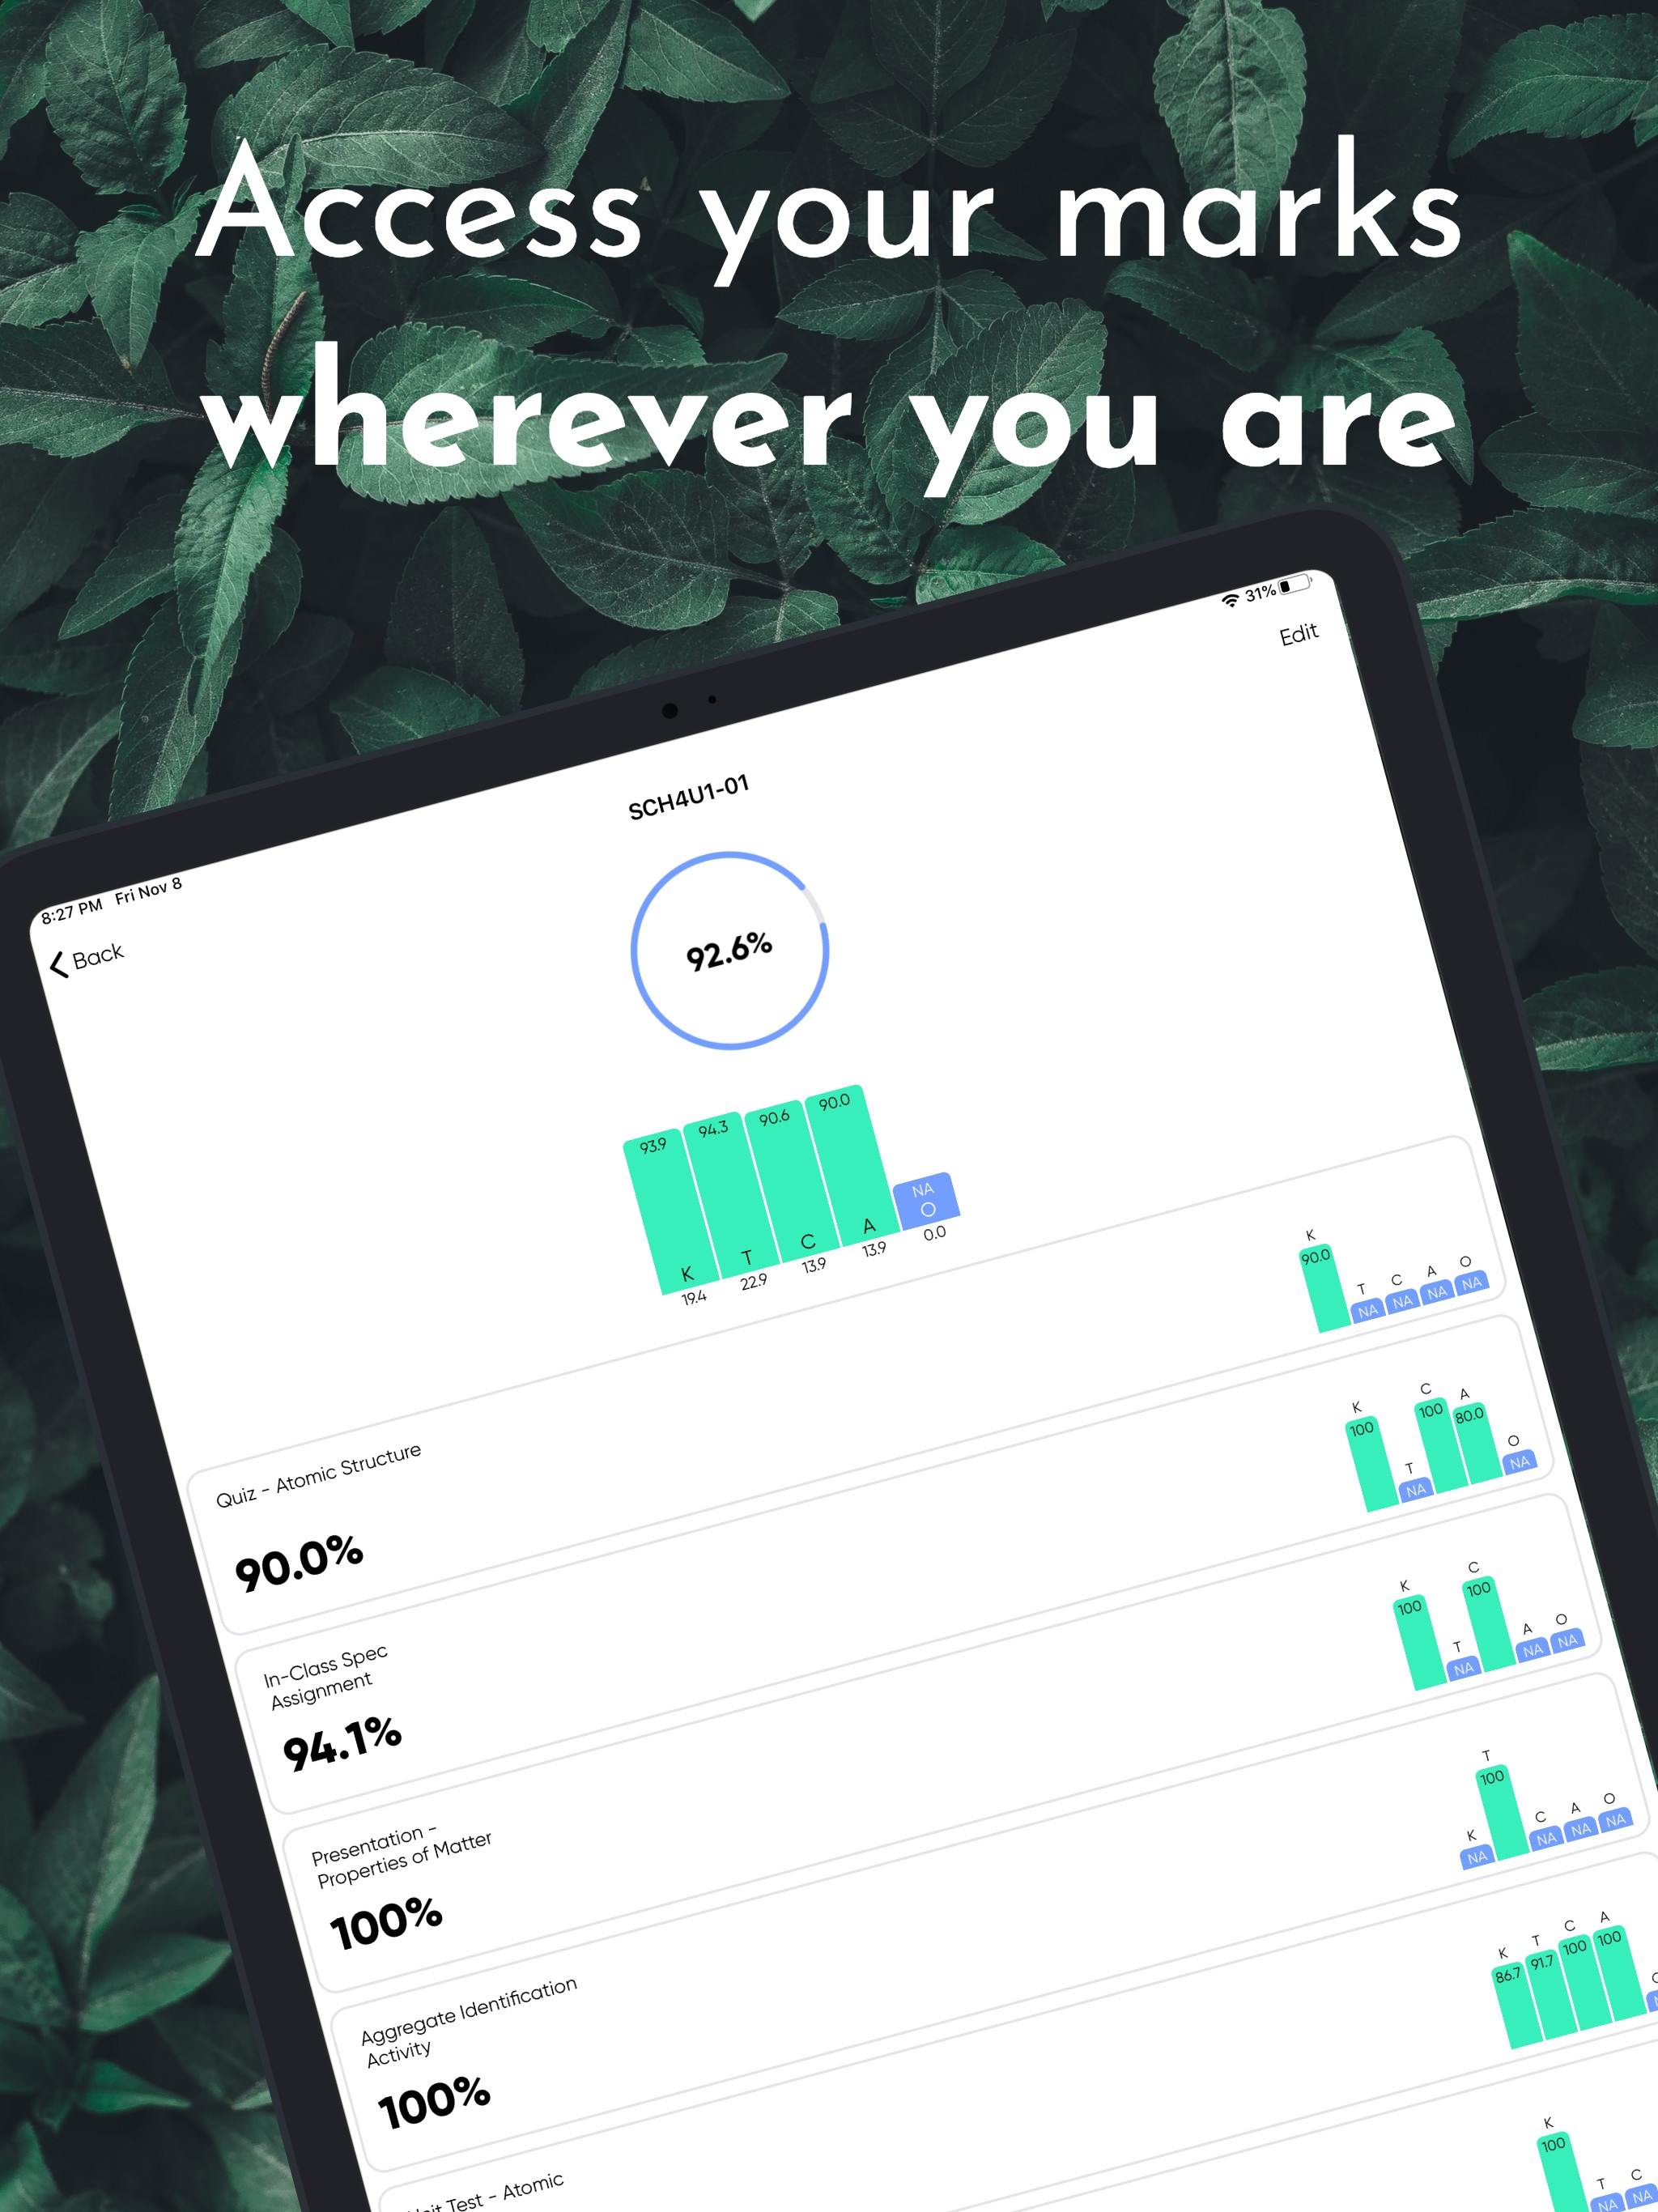 Access your marks
wherever you are
8:27 PM Fri Nov 8
31%
Back
Edit
SCH4U1-01
92.6%
93.9 94.3 90.6 90.0 NA
K T C A O
19.4 22.9 13.9 13.9 0.0
Quiz - Atomic Structure
90.0%
K T C A O
90.0 NA NA NA NA
In-Class Spec
Assignment
94.1%
K T C A O
100 NA 100 80.0 NA
Presentation -
Properties of Matter
100%
K T C A O
100 NA 100 NA NA
Aggregate Identification
Activity
100%
K T C A O
NA 100 NA NA NA
Unit Test - Atomic
K T C A
86.7 91.7 100 100
K T C
100 NA NA